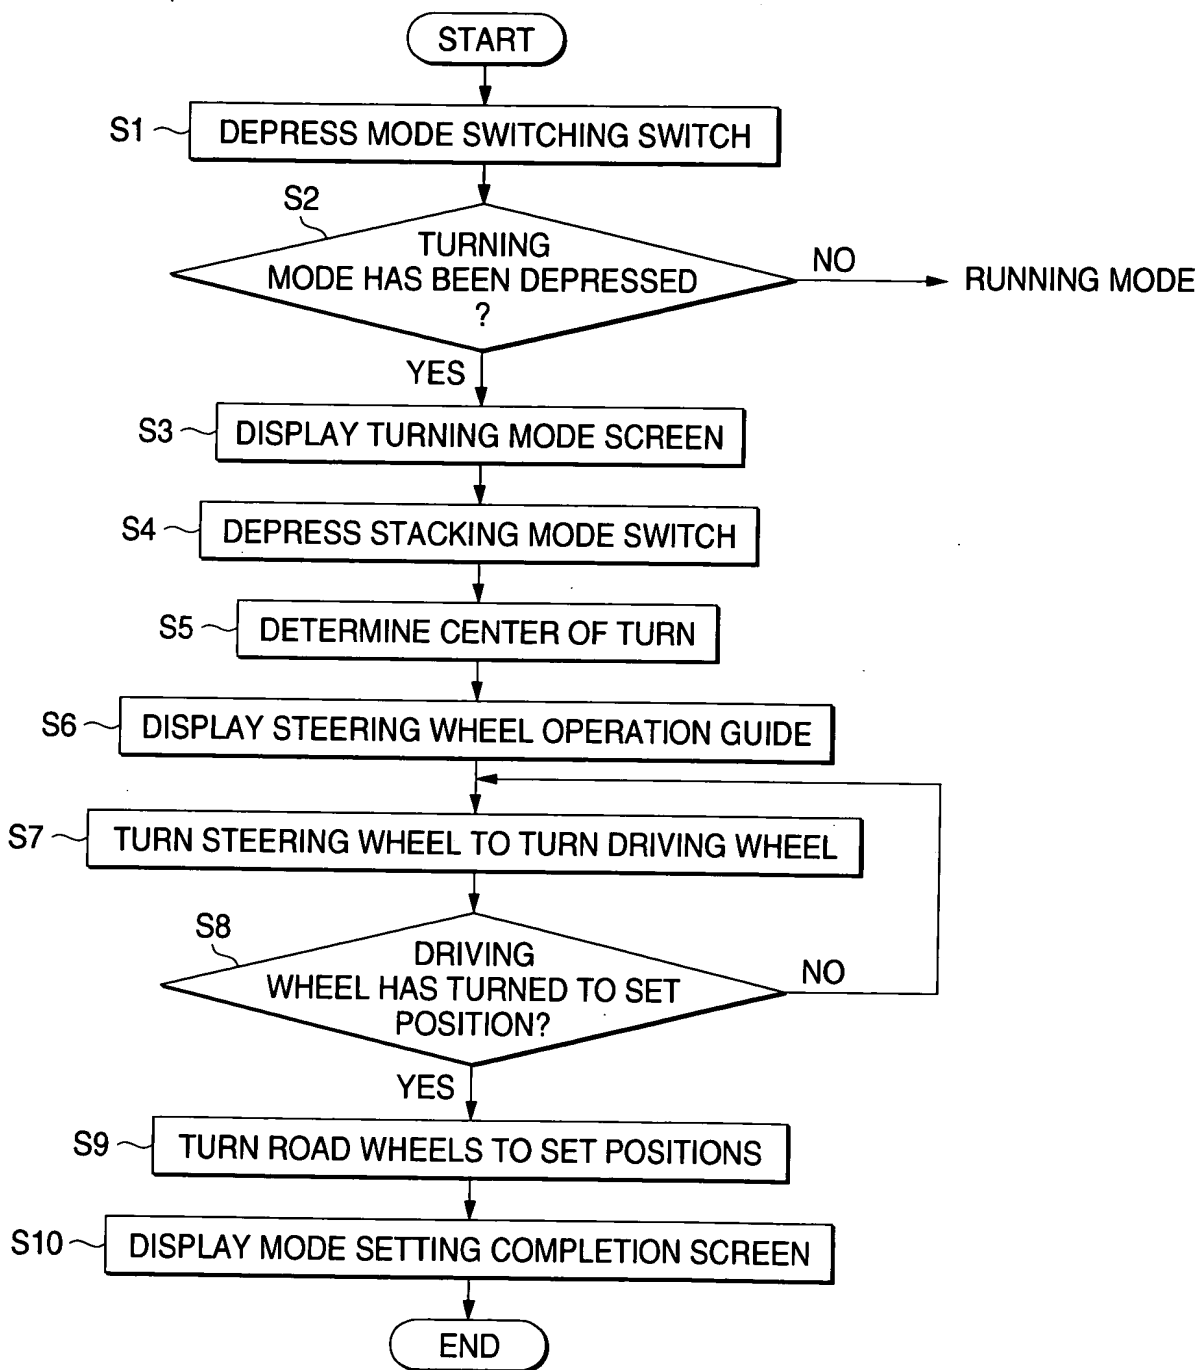 START
S1
DEPRESS MODE SWITCHING SWITCH
S2
TURNING
MODE HAS BEEN DEPRESSED
?
NO
RUNNING MODE
YES
S3
DISPLAY TURNING MODE SCREEN
S4
DEPRESS STACKING MODE SWITCH
S5
DETERMINE CENTER OF TURN
S6
DISPLAY STEERING WHEEL OPERATION GUIDE
S7
TURN STEERING WHEEL TO TURN DRIVING WHEEL
S8
DRIVING
WHEEL HAS TURNED TO SET
POSITION?
NO
YES
S9
TURN ROAD WHEELS TO SET POSITIONS
S10
DISPLAY MODE SETTING COMPLETION SCREEN
END